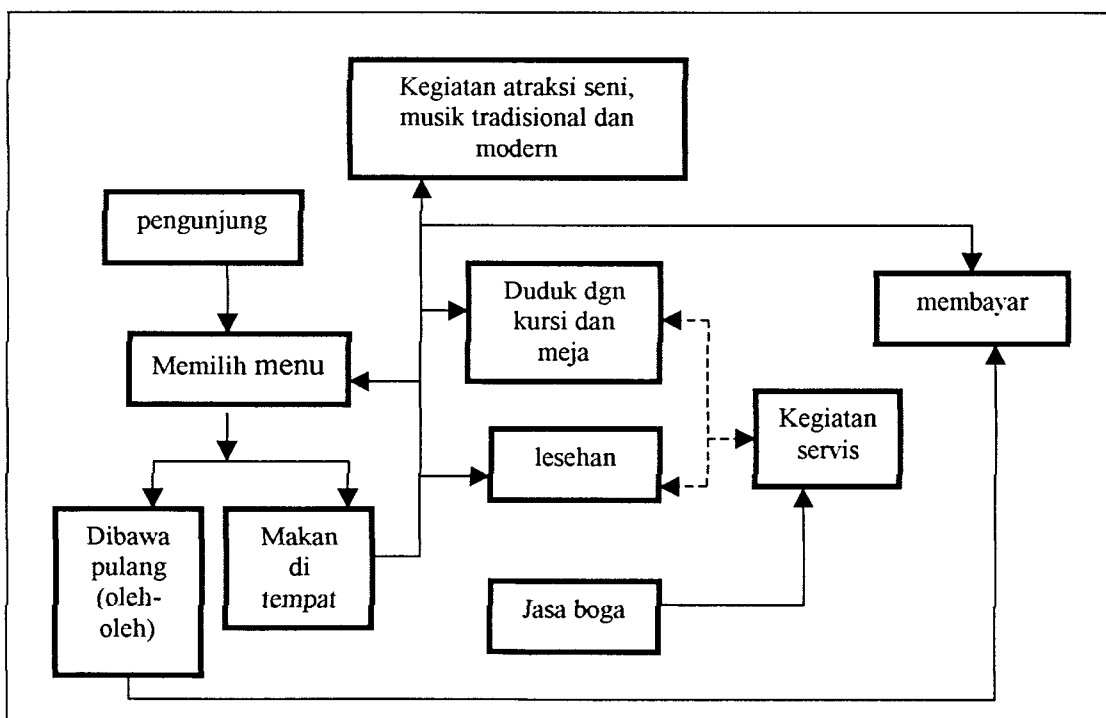 Kegiatan atraksi seni,
musik tradisional dan
modern
pengunjung
Duduk dgn
kursi dan
meja
membayar
Memilih menu
Kegiatan
servis
lesehan
Dibawa
pulang
(oleh-
oleh)
Makan
di
tempat
Jasa boga